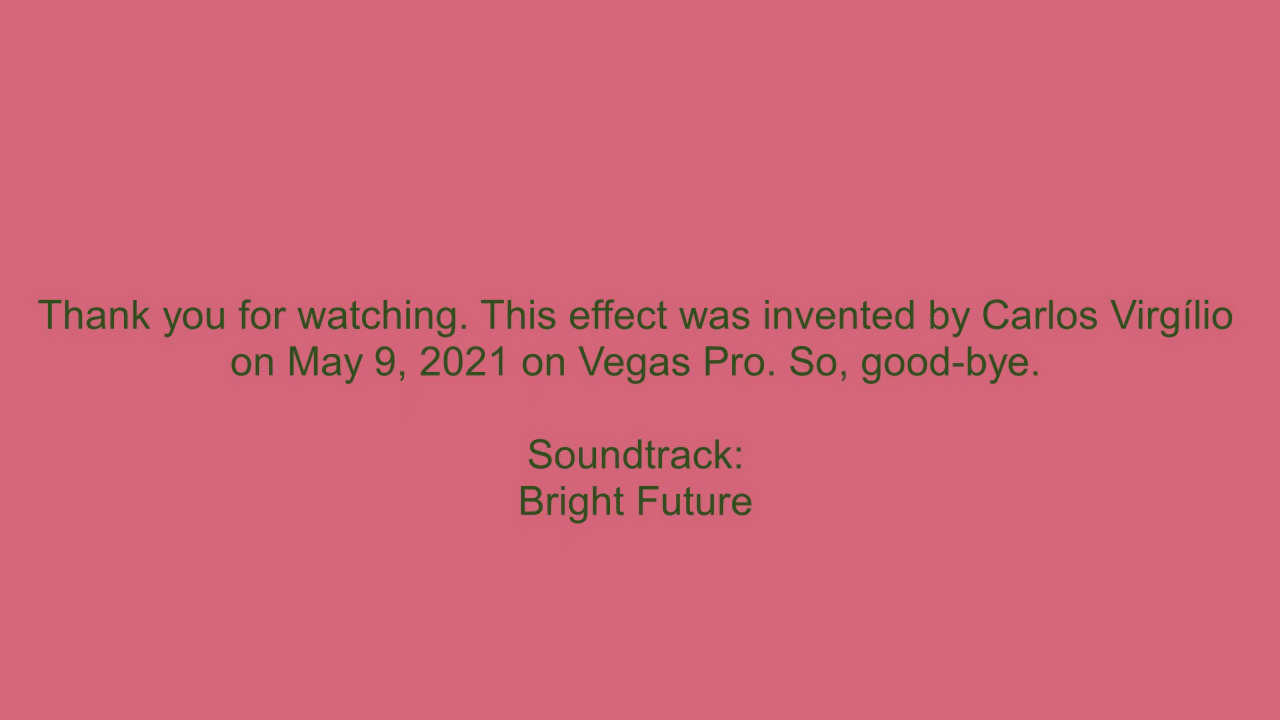 Thank you for watching. This effect was invented by Carlos Virgílio
on May 9, 2021 on Vegas Pro. So, good-bye.
Soundtrack:
Bright Future